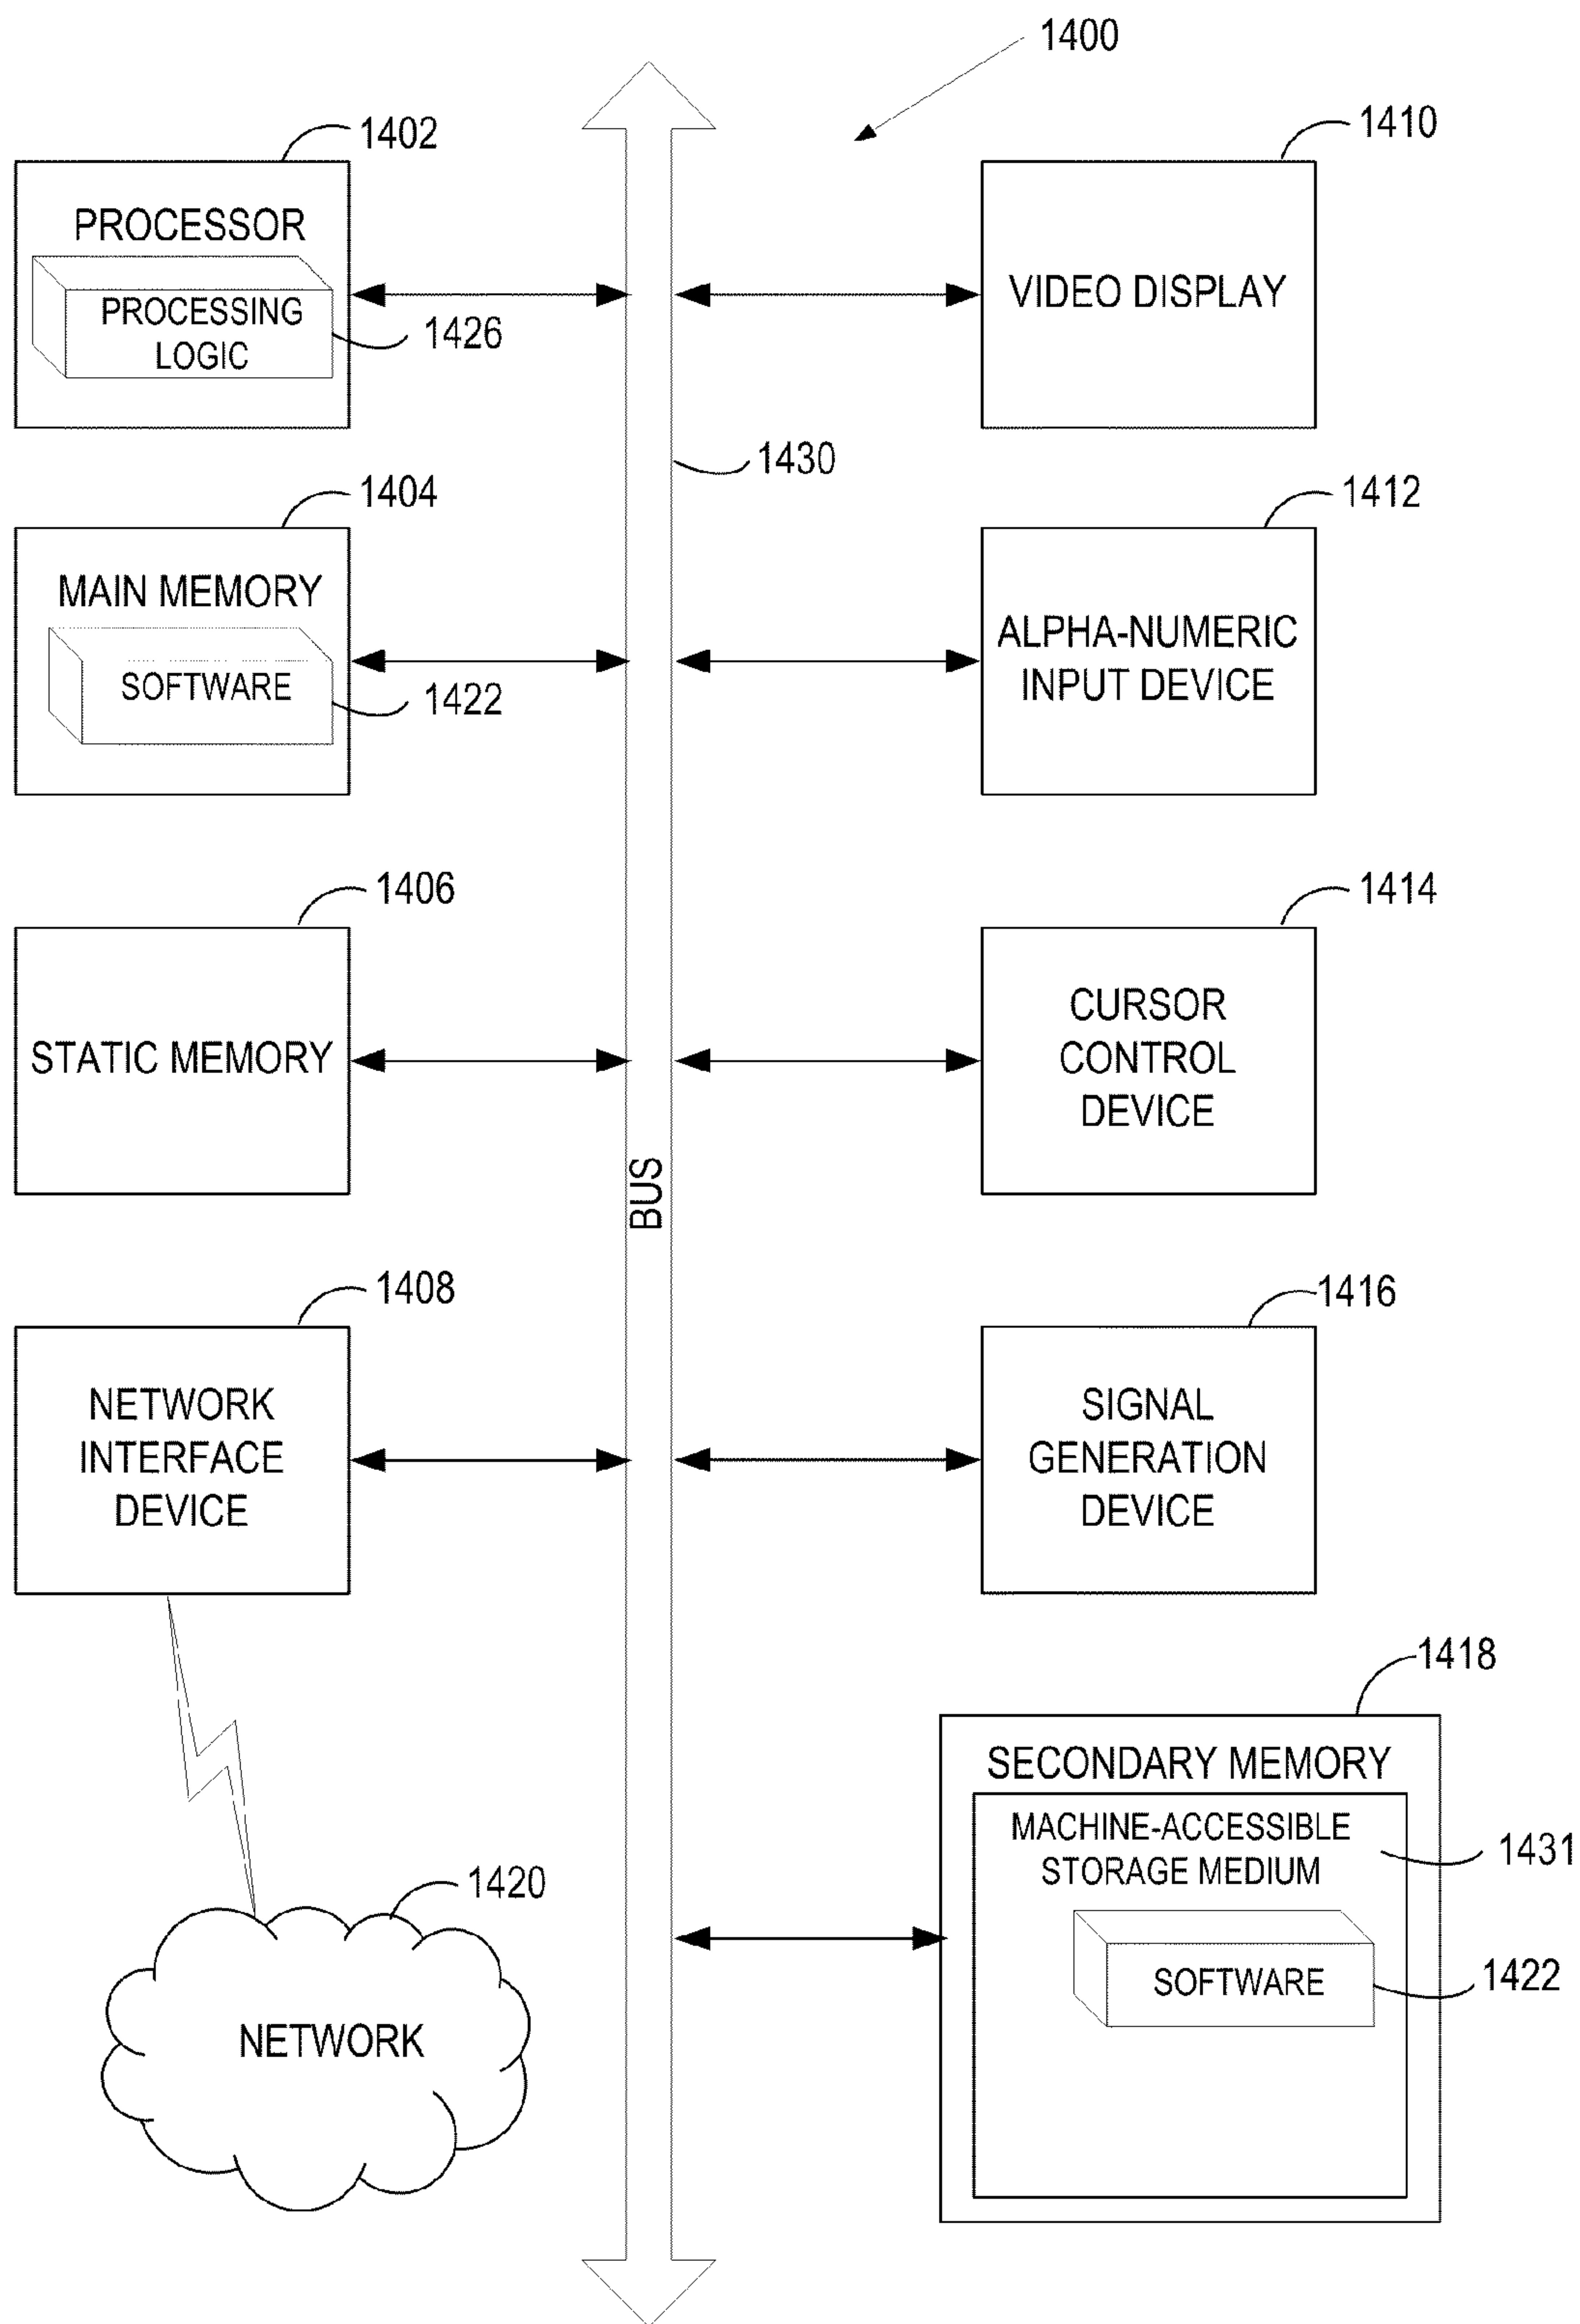 1400
1402
PROCESSOR
PROCESSING
LOGIC
1426
1410
VIDEO DISPLAY
1430
1404
MAIN MEMORY
SOFTWARE
1422
1412
ALPHA-NUMERIC
INPUT DEVICE
1406
STATIC MEMORY
1414
CURSOR
CONTROL
DEVICE
BUS
1408
NETWORK
INTERFACE
DEVICE
1416
SIGNAL
GENERATION
DEVICE
1418
SECONDARY MEMORY
MACHINE-ACCESSIBLE
STORAGE MEDIUM
1431
SOFTWARE
1422
1420
NETWORK